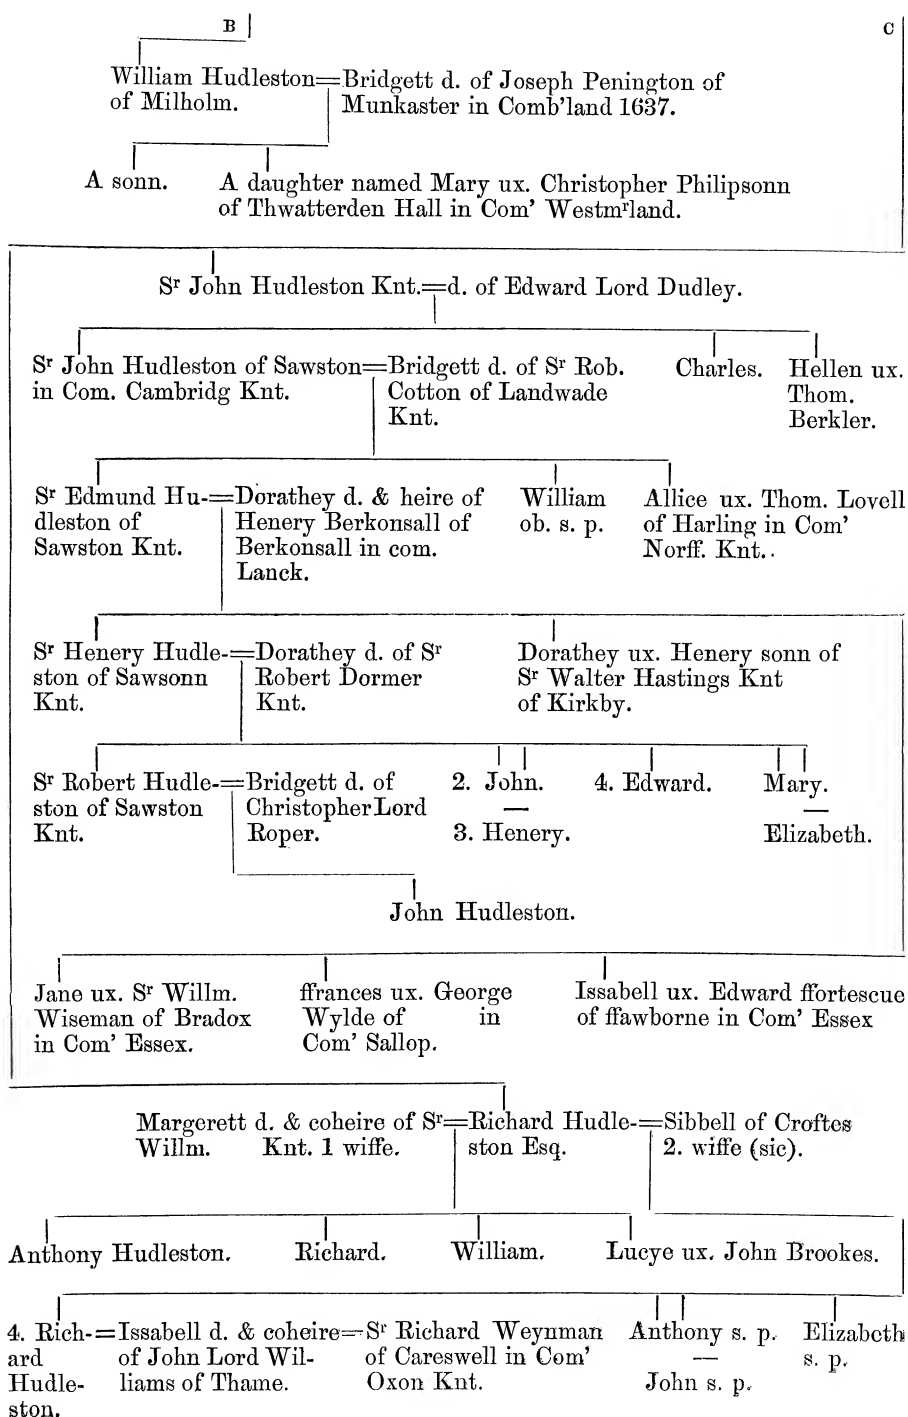 B C
William Hudleston=Bridgett d. of Joseph Penington of
of Milholm. Munkaster in Comb'land 1637.
A sonn. A daughter named Mary ux. Christopher Philipsonn
of Thwatterden Hall in Com' Westmʳland.
Sʳ John Hudleston Knt.=d. of Edward Lord Dudley.
Sʳ John Hudleston of Sawston=Bridgett d. of Sʳ Rob. Charles. Hellen ux.
in Com. Cambridg Knt. Cotton of Landwade Thom.
Knt. Berkler.
Sʳ Edmund Hu-=Dorathey d. & heire of William Allice ux. Thom. Lovell
dleston of Henery Berkonsall of ob. s. p. of Harling in Com'
Sawston Knt. Berkonsall in com. Norff. Knt.
Lanck.
Sʳ Henery Hudle-=Dorathey d. of Sʳ Dorathey ux. Henery sonn of
ston of Sawsonn Robert Dormer Sʳ Walter Hastings Knt
Knt. Knt. of Kirkby.
Sʳ Robert Hudle-=Bridgett d. of 2. John. 4. Edward. Mary.
ston of Sawston Christopher Lord — —
Knt. Roper. 3. Henery. Elizabeth.
John Hudleston.
Jane ux. Sʳ Willm. ffrances ux. George Issabell ux. Edward ffortescue
Wiseman of Bradox Wylde of in of ffawborne in Com' Essex
in Com' Essex. Com' Sallop.
Margerett d. & coheire of Sʳ=Richard Hudle-=Sibbell of Croftes
Willm. Knt. 1 wiffe. ston Esq. 2. wiffe (sic).
Anthony Hudleston. Richard. William. Lucye ux. John Brookes.
4. Rich-=Issabell d. & coheire=Sʳ Richard Weynman Anthony s. p. Elizabeth
ard of John Lord Wil- of Careswell in Com' — s. p.
Hudle- liams of Thame. Oxon Knt. John s. p.
ston.